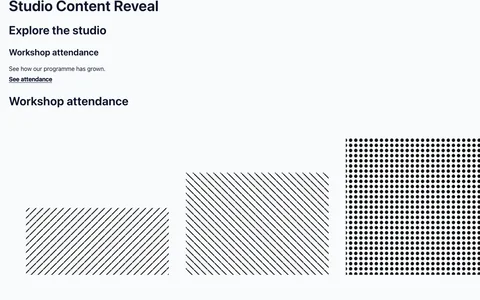 Studio Content Reveal
Explore the studio
Workshop attendance
See how our programme has grown.
See attendance
Workshop attendance